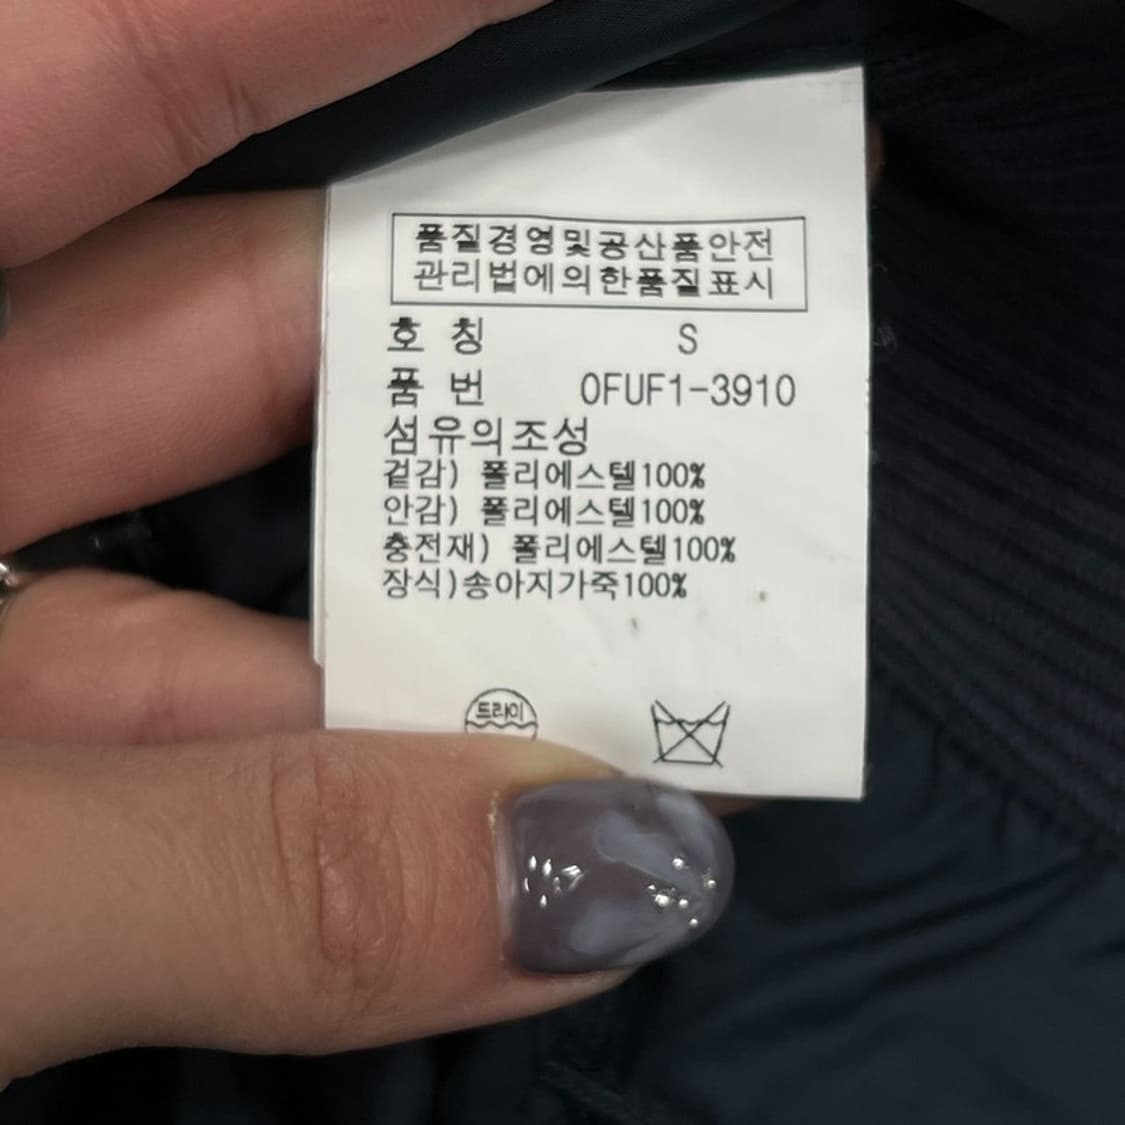 품질경영및공산품안전
관리법에의한품질표시
호 칭 S
품 번 0FUF1-3910
섬유의조성
겉감) 폴리에스텔100%
안감) 폴리에스텔100%
충전재) 폴리에스텔100%
장식)송아지가죽100%
드라이